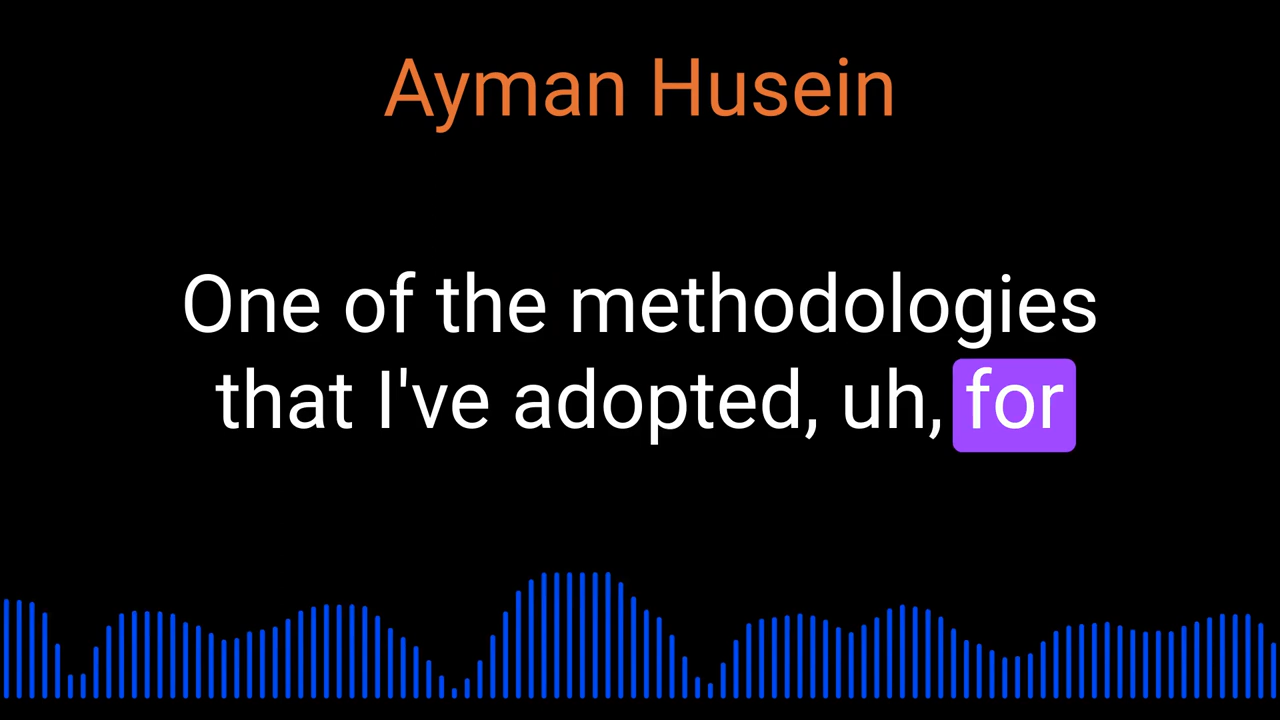 Ayman Husein
One of the methodologies
that I've adopted, uh, for